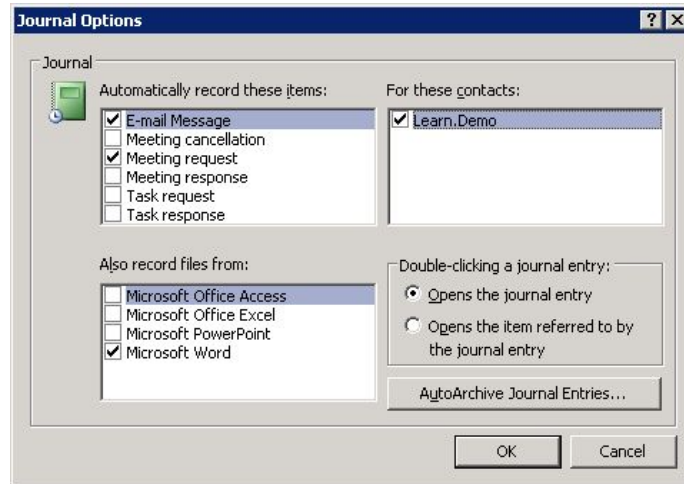 Journal Options
Journal
Automatically record these items:
E-mail Message
Meeting cancellation
Meeting request
Meeting response
Task request
Task response
For these contacts:
Learn.Demo
Also record files from:
Microsoft Office Access
Microsoft Office Excel
Microsoft PowerPoint
Microsoft Word
Double-clicking a journal entry:
Opens the journal entry
Opens the item referred to by
the journal entry
AutoArchive Journal Entries...
OK
Cancel